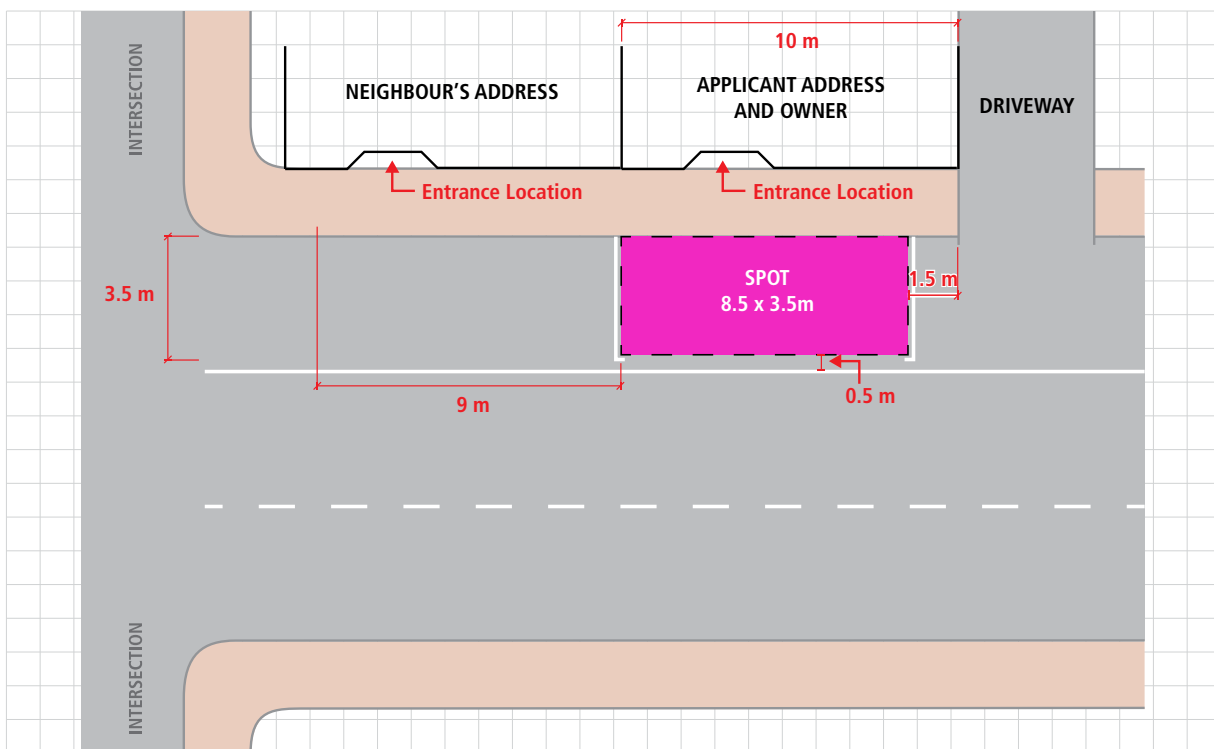 INTERSECTION
10 m
NEIGHBOUR'S ADDRESS
APPLICANT ADDRESS
AND OWNER
DRIVEWAY
Entrance Location
Entrance Location
3.5 m
SPOT
8.5 x 3.5m
1.5 m
9 m
0.5 m
INTERSECTION